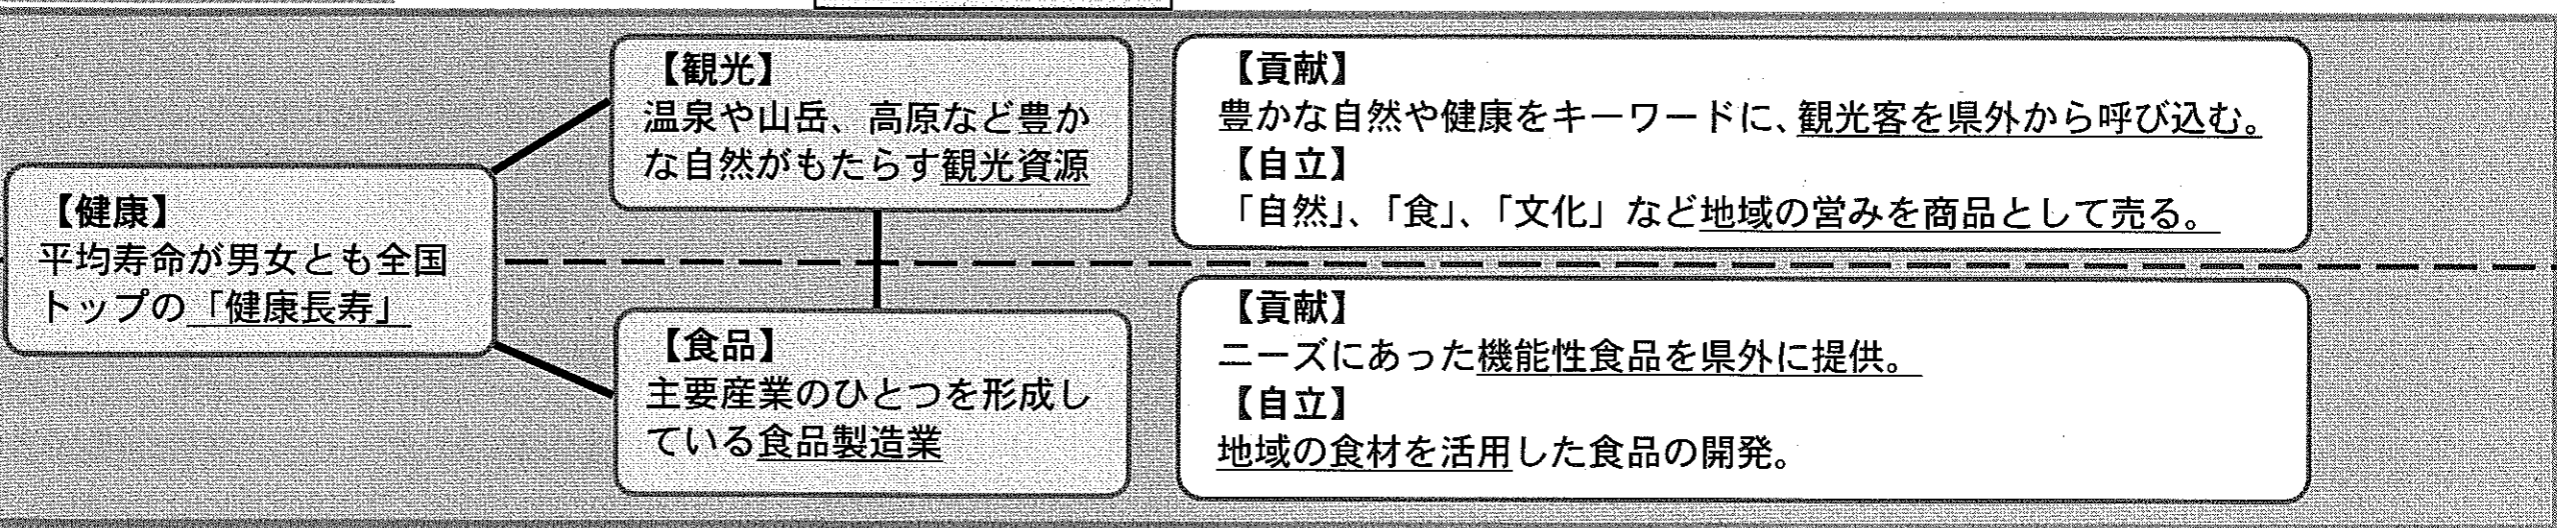 【健康】
平均寿命が男女とも全国
トップの「健康長寿」
【観光】
温泉や山岳、高原など豊か
な自然がもたらす観光資源
【食品】
主要産業のひとつを形成し
ている食品製造業
【貢献】
豊かな自然や健康をキーワードに、観光客を県外から呼び込む。
【自立】
「自然」、「食」、「文化」など地域の営みを商品として売る。
【貢献】
ニーズにあった機能性食品を県外に提供。
【自立】
地域の食材を活用した食品の開発。